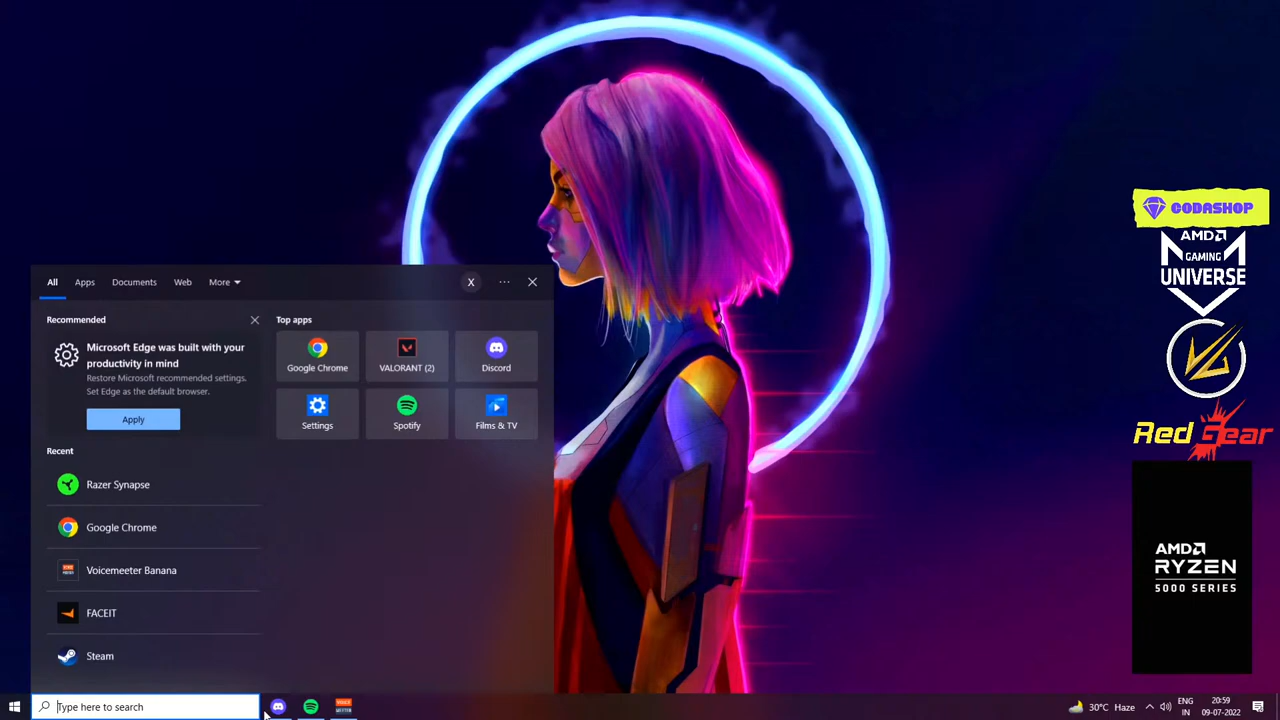 All
Apps
Documents
Web
More
X
Recommended
Microsoft Edge was built with your
productivity in mind
Restore Microsoft recommended settings.
Set Edge as the default browser.
Apply
Top apps
Google Chrome
VALORANT (2)
Discord
Settings
Spotify
Films & TV
Recent
Razer Synapse
Google Chrome
Voicemeeter Banana
FACEIT
Steam
Type here to search
CODASHOP
AMD
GAMING
UNIVERSE
Red Gear
AMD
RYZEN
5000 SERIES
30°C Haze
ENG
IN
20:59
09-07-2022